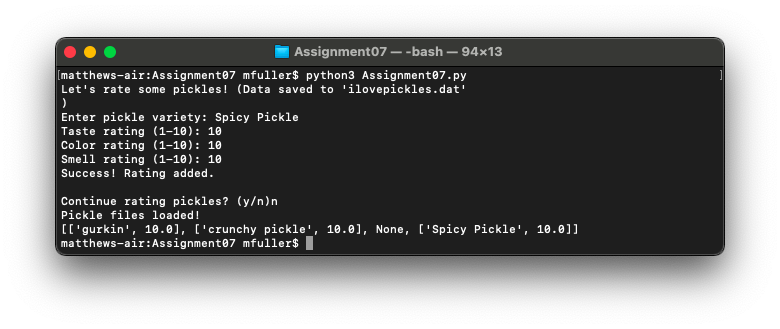 Assignment07 — -bash — 94×13
[matthews-air:Assignment07 mfuller$ python3 Assignment07.py ]
Let's rate some pickles! (Data saved to 'ilovepickles.dat'
)
Enter pickle variety: Spicy Pickle
Taste rating (1-10): 10
Color rating (1-10): 10
Smell rating (1-10): 10
Success! Rating added.
Continue rating pickles? (y/n)n
Pickle files loaded!
[['gurkin', 10.0], ['crunchy pickle', 10.0], None, ['Spicy Pickle', 10.0]]
matthews-air:Assignment07 mfuller$